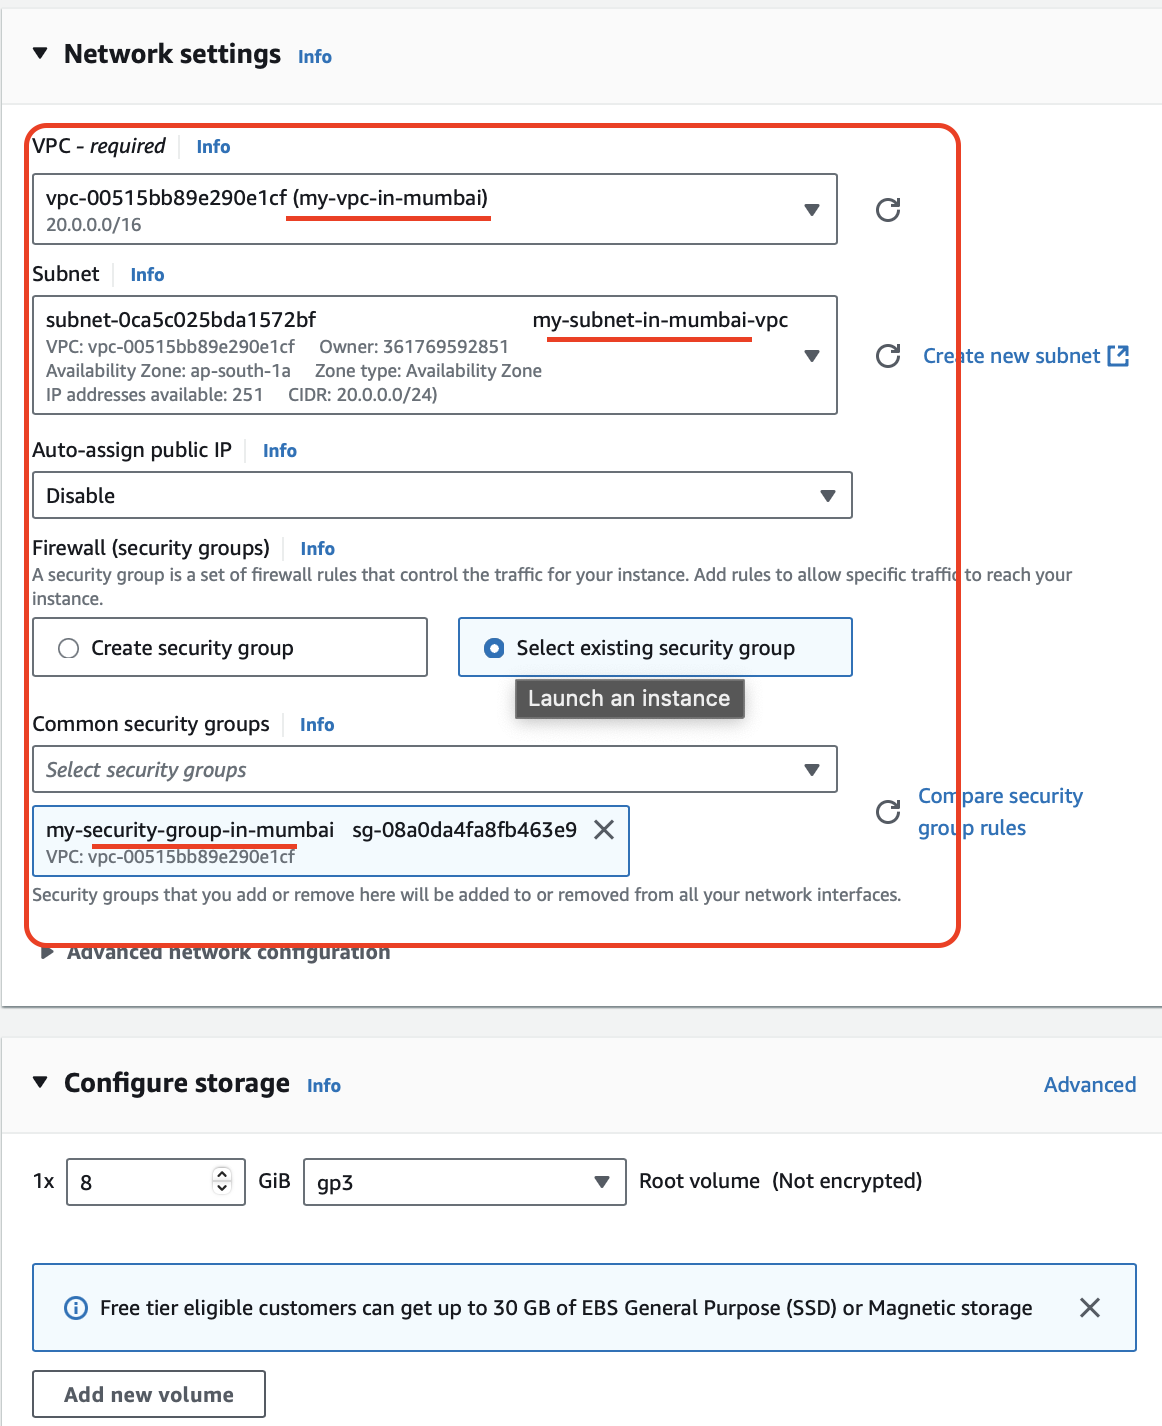 Network settings Info
VPC - required Info
vpc-00515bb89e290e1cf (my-vpc-in-mumbai)
20.0.0.0/16
Subnet Info
subnet-0ca5c025bda1572bf my-subnet-in-mumbai-vpc
VPC: vpc-00515bb89e290e1cf Owner: 361769592851
Availability Zone: ap-south-1a Zone type: Availability Zone
IP addresses available: 251 CIDR: 20.0.0.0/24)
Create new subnet
Auto-assign public IP Info
Disable
Firewall (security groups) Info
A security group is a set of firewall rules that control the traffic for your instance. Add rules to allow specific traffic to reach your
instance.
Create security group
Select existing security group
Launch an instance
Common security groups Info
Select security groups
my-security-group-in-mumbai sg-08a0da4fa8fb463e9
VPC: vpc-00515bb89e290e1cf
Compare security
group rules
Security groups that you add or remove here will be added to or removed from all your network interfaces.
Advanced network configuration
Configure storage Info
Advanced
1x 8 GiB gp3 Root volume (Not encrypted)
Free tier eligible customers can get up to 30 GB of EBS General Purpose (SSD) or Magnetic storage
Add new volume